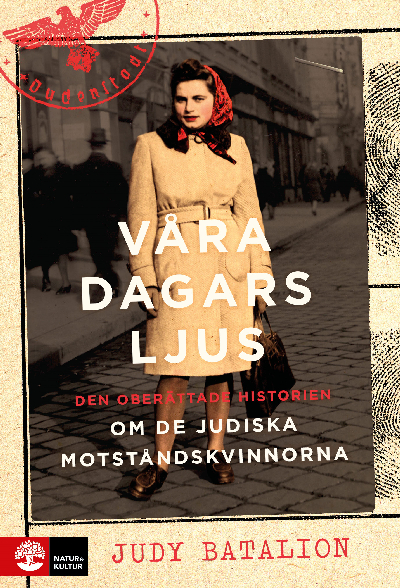 VÅRA
DAGARS
LJUS
DEN OBERÄTTADE HISTORIEN
OM DE JUDISKA
MOTSTÅNDSKVINNORNA
NATUR &
KULTUR
JUDY BATALION